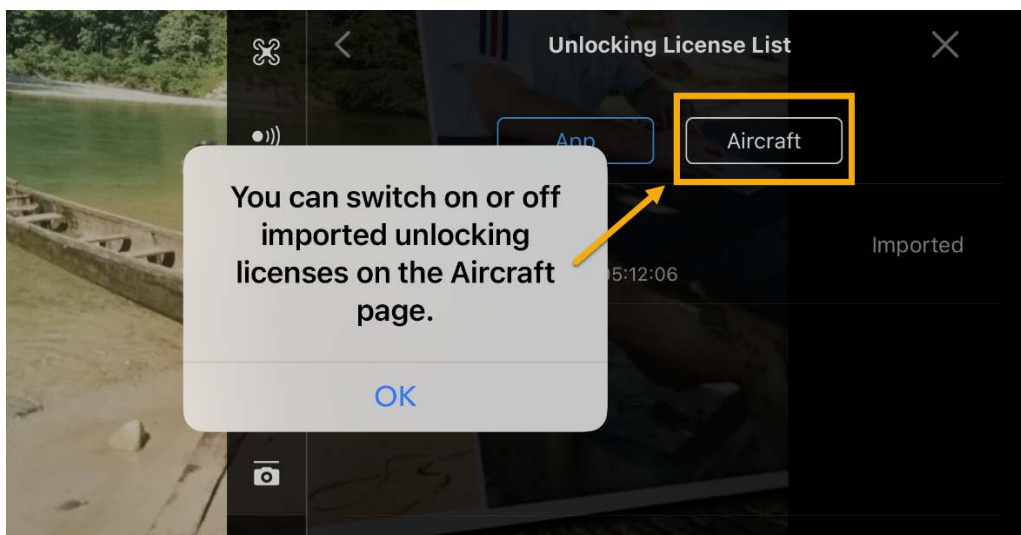 Unlocking License List
App
Aircraft
You can switch on or off
imported unlocking
licenses on the Aircraft
page.
Imported
05:12:06
OK